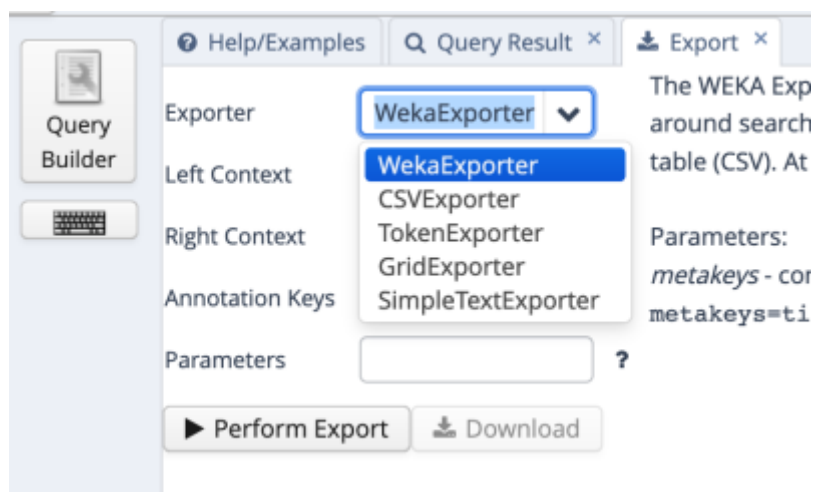 Help/Examples
Query Result ×
Export ×
Query
Builder
Exporter
WekaExporter
WekaExporter
CSVExporter
TokenExporter
GridExporter
SimpleTextExporter
Left Context
Right Context
Annotation Keys
Parameters
?
Perform Export
Download
The WEKA Exp
around search
table (CSV). At
Parameters:
metakeys - cor
metakeys=ti